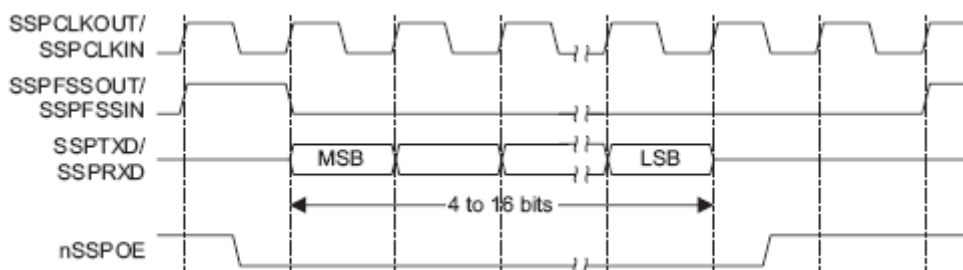 SSPCLKOUT/
SSPCLKIN
SSPFSSOUT/
SSPFSSIN
SSPTXD/
SSPRXD
MSB
LSB
4 to 16 bits
nSSPOE